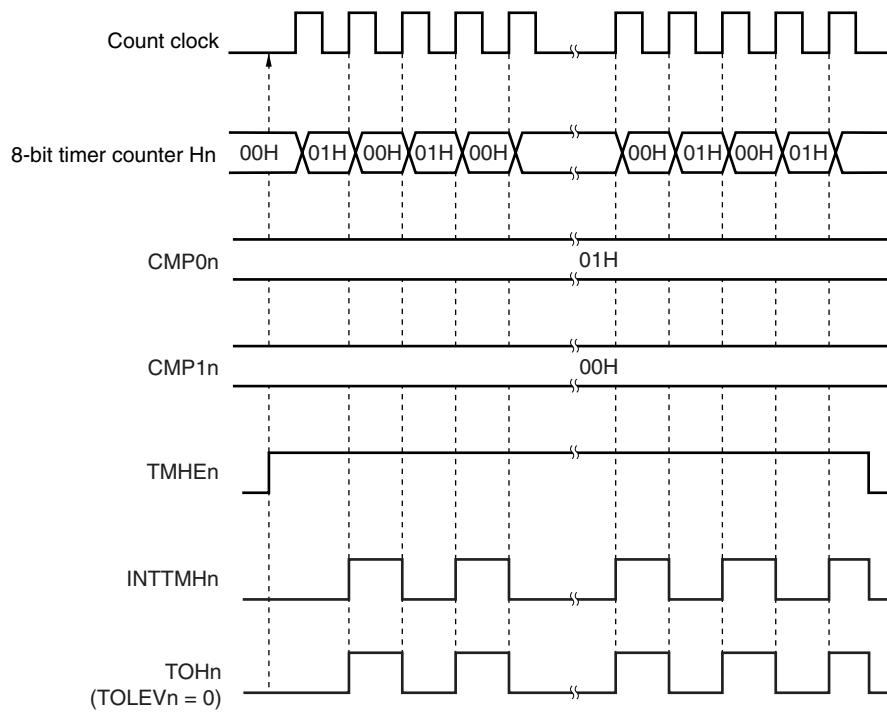 Count clock
8-bit timer counter Hn 00H 01H 00H 01H 00H 00H 01H 00H 01H
CMP0n 01H
CMP1n 00H
TMHEn
INTTMHn
TOHn
(TOLEVn = 0)